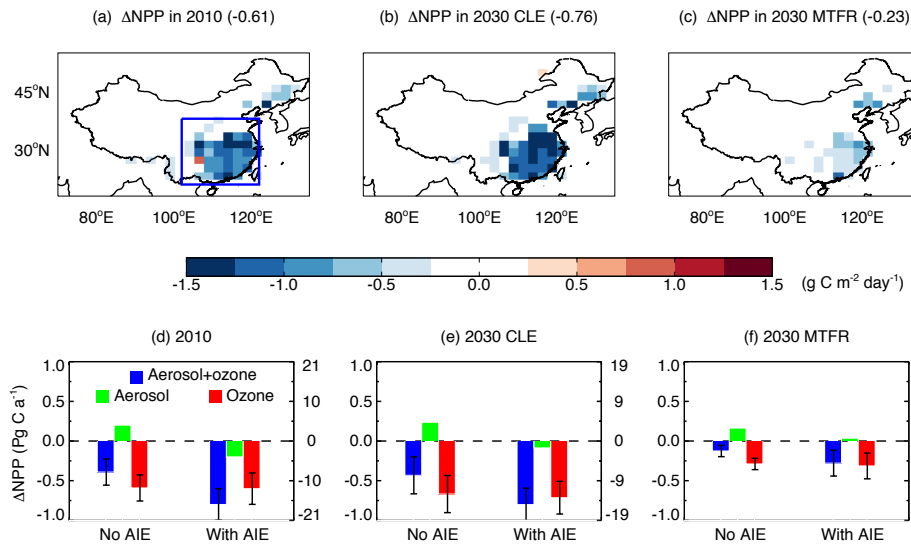 (a) ΔNPP in 2010 (-0.61)
(b) ΔNPP in 2030 CLE (-0.76)
(c) ΔNPP in 2030 MTFR (-0.23)
45°N
30°N
80°E 100°E 120°E
80°E 100°E 120°E
80°E 100°E 120°E
-1.5 -1.0 -0.5 0.0 0.5 1.0 1.5 (g C m⁻² day⁻¹)
(d) 2010
(e) 2030 CLE
(f) 2030 MTFR
ΔNPP (Pg C a⁻¹)
1.0 0.5 0.0 -0.5 -1.0
Aerosol+ozone
Aerosol Ozone
21 10 0 -10 -21
No AIE With AIE
1.0 0.5 0.0 -0.5 -1.0
19 9 0 -9 -19
No AIE With AIE
ΔNPP (Pg C a⁻¹)
1.0 0.5 0.0 -0.5 -1.0
No AIE With AIE